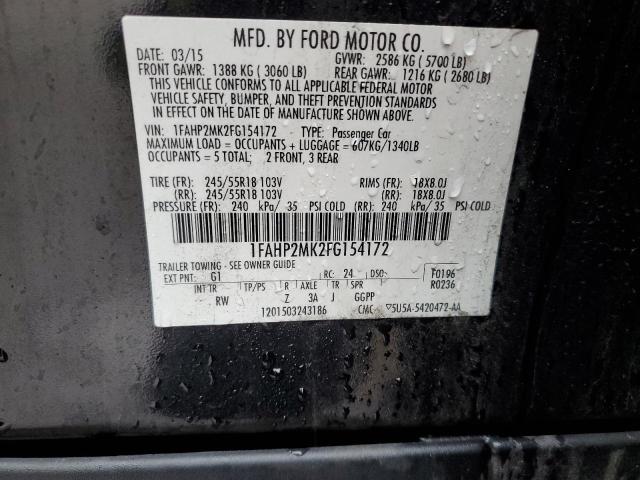 MFD. BY FORD MOTOR CO.
DATE: 03/15 GVWR: 2586 KG ( 5700 LB)
FRONT GAWR: 1388 KG ( 3060 LB) REAR GAWR: 1216 KG ( 2680 LB)
THIS VEHICLE CONFORMS TO ALL APPLICABLE FEDERAL MOTOR
VEHICLE SAFETY, BUMPER, AND THEFT PREVENTION STANDARDS
IN EFFECT ON THE DATE OF MANUFACTURE SHOWN ABOVE.
VIN: 1FAHP2MK2FG154172 TYPE: Passenger Car
MAXIMUM LOAD = OCCUPANTS + LUGGAGE = 607KG/1340LB
OCCUPANTS = 5 TOTAL; 2 FRONT, 3 REAR
TIRE (FR): 245/55R18 103V RIMS (FR): 18X8.0J
(RR): 245/55R18 103V (RR): 18X8.0J
PRESSURE (FR): 240 kPa/ 35 PSI COLD (RR): 240 kPa/ 35 PSI COLD
1FAHP2MK2FG154172
TRAILER TOWING - SEE OWNER GUIDE
EXT PNT: G1 RC: 24 DSO: F0196
R0236
INT TR TP/PS R AXLE TR SPR
RW Z 3A J GGPP
1201503243186 CMC ▽5U5A-5420472-AA